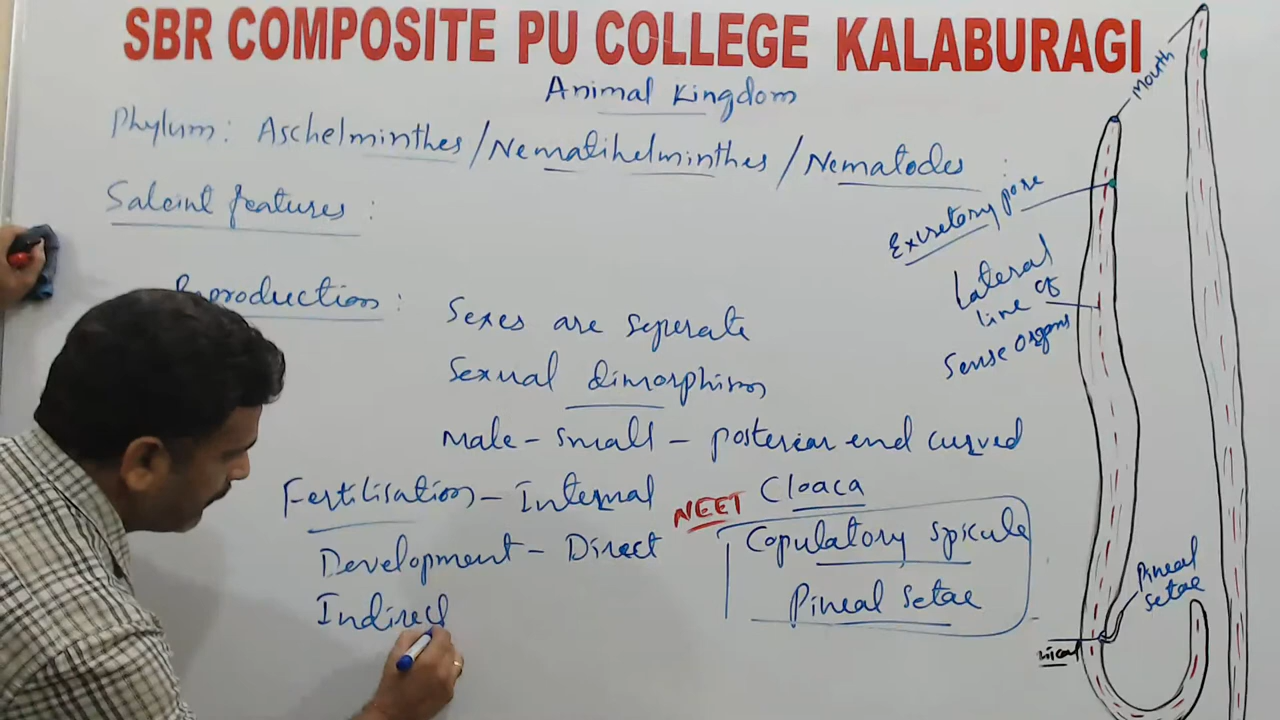 SBR COMPOSITE PU COLLEGE KALABURAGI
Animal Kingdom
Phylum: Aschelminthes / Nematihelminthes / Nematodes :
Saleint features :
Reproduction :
Sexes are seperate
Sexual dimorphism
Male - small - posterior end curved
Fertilisation - Internal
NEET
Cloaca
Development - Direct
Copulatory spicule
Indirect
Pineal setae
Mouth
Excretory pore
Lateral
line of
Sense organs
Pineal
setae